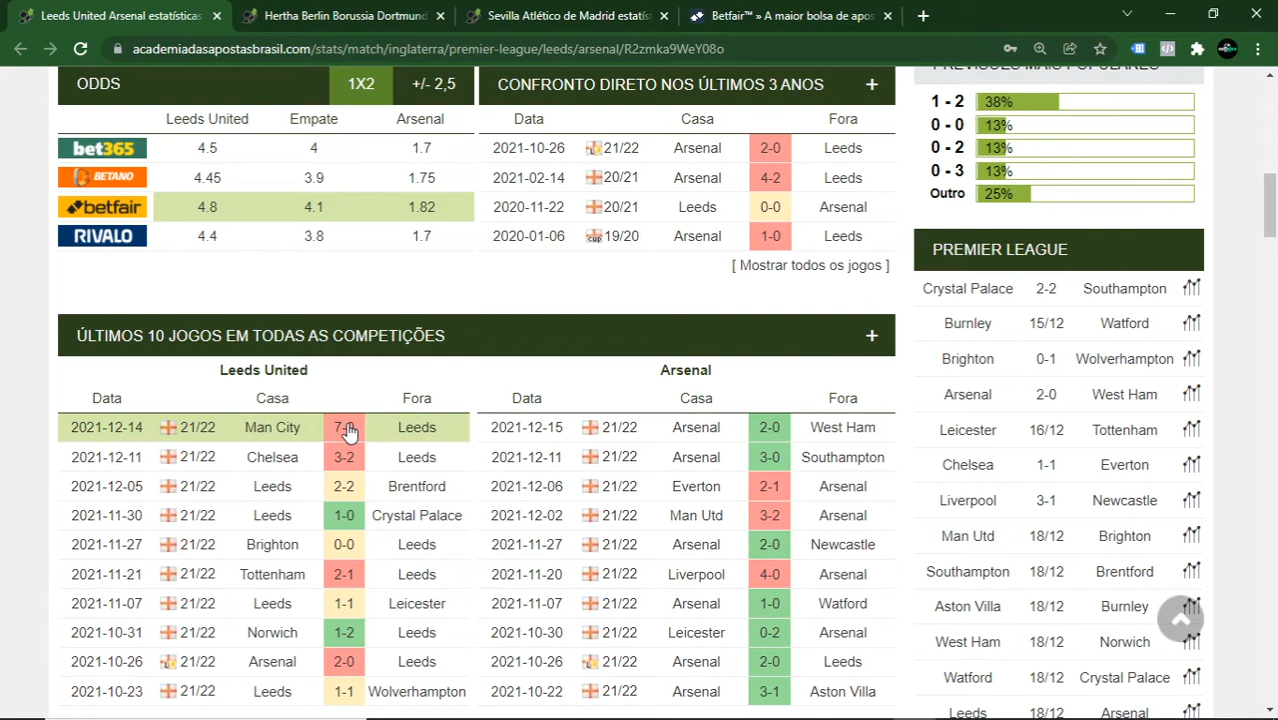 Leeds United Arsenal estatísticas
Hertha Berlin Borussia Dortmund
Sevilla Atlético de Madrid estatís
Betfair™ » A maior bolsa de apos
academiadasapostasbrasil.com/stats/match/inglaterra/premier-league/leeds/arsenal/R2zmka9WeY08o
ODDS 1X2 +/- 2,5
Leeds United Empate Arsenal
bet365 4.5 4 1.7
BETANO 4.45 3.9 1.75
betfair 4.8 4.1 1.82
RIVALO 4.4 3.8 1.7
CONFRONTO DIRETO NOS ÚLTIMOS 3 ANOS +
Data Casa Fora
2021-10-26 21/22 Arsenal 2-0 Leeds
2021-02-14 20/21 Arsenal 4-2 Leeds
2020-11-22 20/21 Leeds 0-0 Arsenal
2020-01-06 cup 19/20 Arsenal 1-0 Leeds
[ Mostrar todos os jogos ]
ÚLTIMOS 10 JOGOS EM TODAS AS COMPETIÇÕES +
Leeds United
Data Casa Fora
2021-12-14 21/22 Man City Leeds
2021-12-11 21/22 Chelsea 3-2 Leeds
2021-12-05 21/22 Leeds 2-2 Brentford
2021-11-30 21/22 Leeds 1-0 Crystal Palace
2021-11-27 21/22 Brighton 0-0 Leeds
2021-11-21 21/22 Tottenham 2-1 Leeds
2021-11-07 21/22 Leeds 1-1 Leicester
2021-10-31 21/22 Norwich 1-2 Leeds
2021-10-26 21/22 Arsenal 2-0 Leeds
2021-10-23 21/22 Leeds 1-1 Wolverhampton
Arsenal
Data Casa Fora
2021-12-15 21/22 Arsenal 2-0 West Ham
2021-12-11 21/22 Arsenal 3-0 Southampton
2021-12-06 21/22 Everton 2-1 Arsenal
2021-12-02 21/22 Man Utd 3-2 Arsenal
2021-11-27 21/22 Arsenal 2-0 Newcastle
2021-11-20 21/22 Liverpool 4-0 Arsenal
2021-11-07 21/22 Arsenal 1-0 Watford
2021-10-30 21/22 Leicester 0-2 Arsenal
2021-10-26 21/22 Arsenal 2-0 Leeds
2021-10-22 21/22 Arsenal 3-1 Aston Villa
PREVISÕES MAIS POPULARES
1 - 2 38%
0 - 0 13%
0 - 2 13%
0 - 3 13%
Outro 25%
PREMIER LEAGUE
Crystal Palace 2-2 Southampton
Burnley 15/12 Watford
Brighton 0-1 Wolverhampton
Arsenal 2-0 West Ham
Leicester 16/12 Tottenham
Chelsea 1-1 Everton
Liverpool 3-1 Newcastle
Man Utd 18/12 Brighton
Southampton 18/12 Brentford
Aston Villa 18/12 Burnley
West Ham 18/12 Norwich
Watford 18/12 Crystal Palace
Leeds 18/12 Arsenal